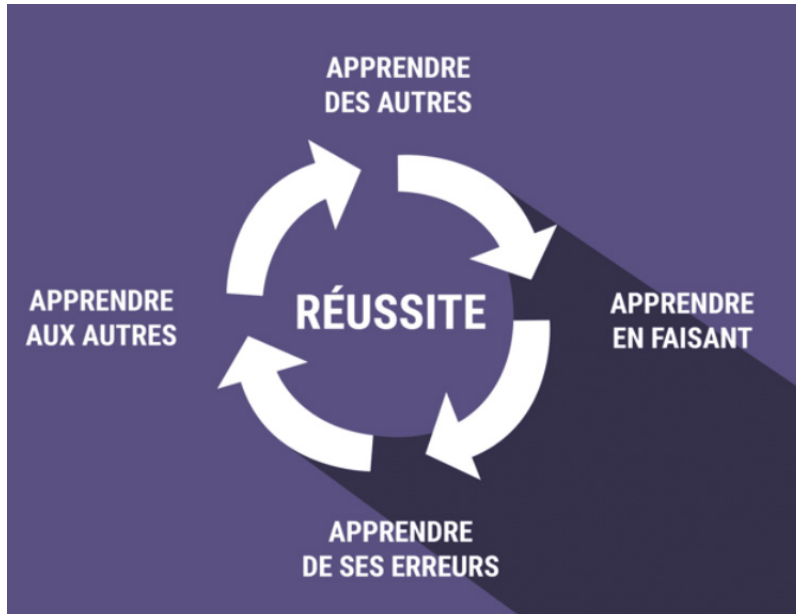 APPRENDRE
DES AUTRES
APPRENDRE
AUX AUTRES
RÉUSSITE
APPRENDRE
EN FAISANT
APPRENDRE
DE SES ERREURS